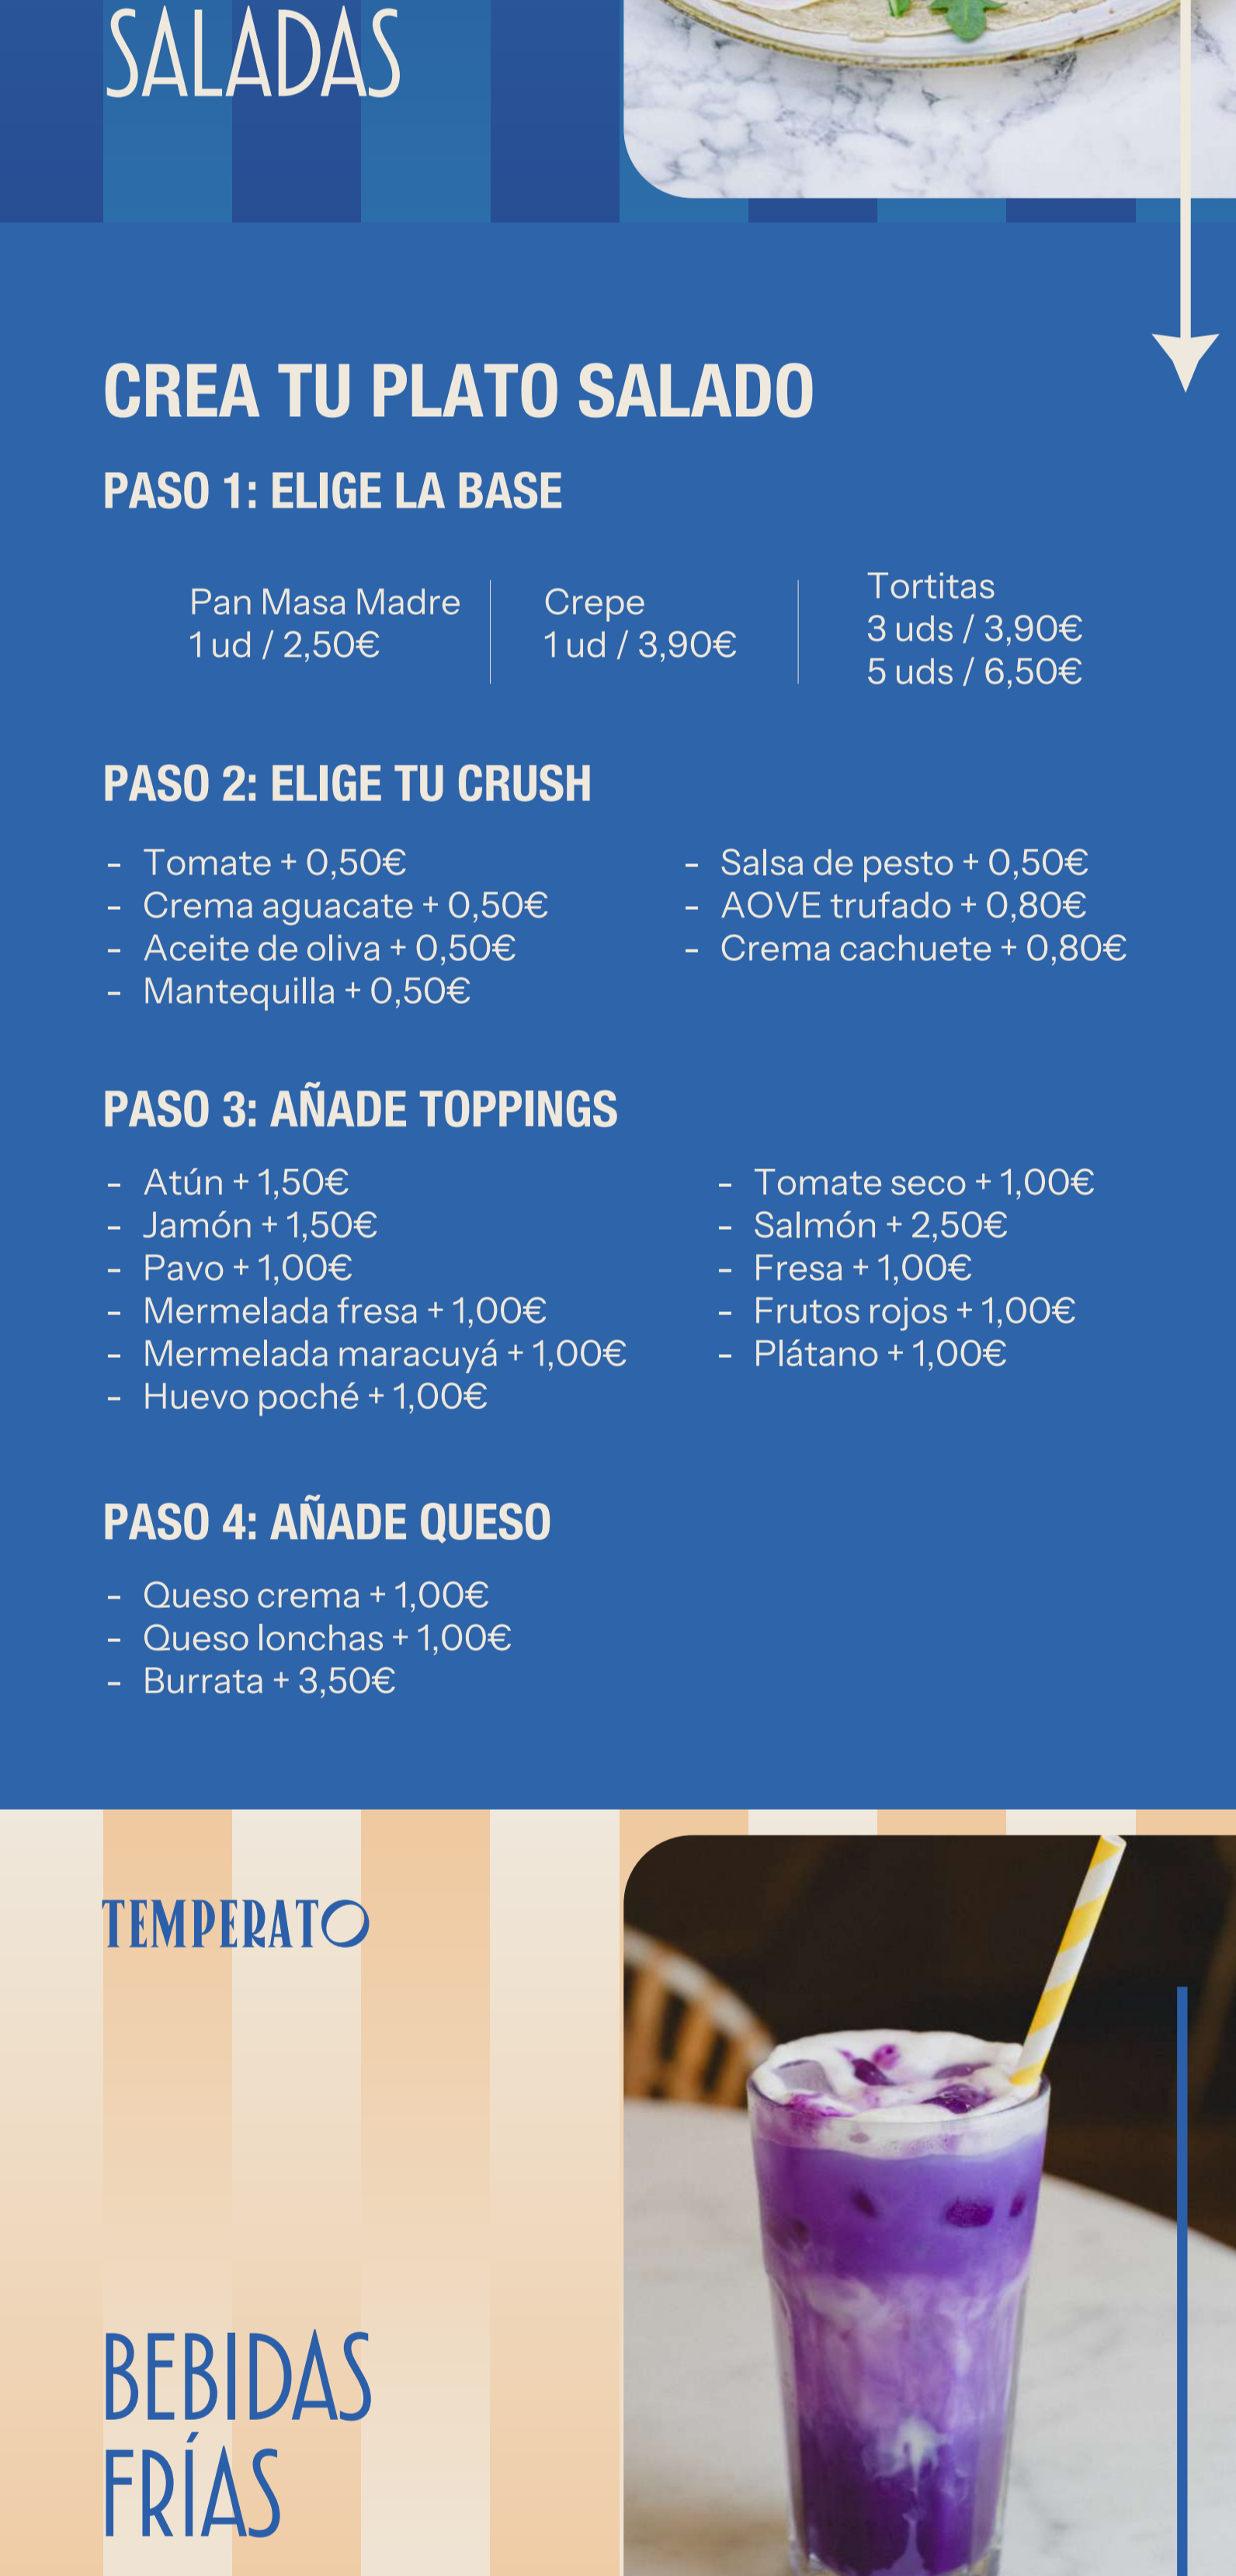 SALADAS
CREA TU PLATO SALADO
PASO 1: ELIGE LA BASE
Pan Masa Madre
1 ud / 2,50€
Crepe
1 ud / 3,90€
Tortitas
3 uds / 3,90€
5 uds / 6,50€
PASO 2: ELIGE TU CRUSH
- Tomate + 0,50€
- Crema aguacate + 0,50€
- Aceite de oliva + 0,50€
- Mantequilla + 0,50€
- Salsa de pesto + 0,50€
- AOVE trufado + 0,80€
- Crema cachuete + 0,80€
PASO 3: AÑADE TOPPINGS
- Atún + 1,50€
- Jamón + 1,50€
- Pavo + 1,00€
- Mermelada fresa + 1,00€
- Mermelada maracuyá + 1,00€
- Huevo poché + 1,00€
- Tomate seco + 1,00€
- Salmón + 2,50€
- Fresa + 1,00€
- Frutos rojos + 1,00€
- Plátano + 1,00€
PASO 4: AÑADE QUESO
- Queso crema + 1,00€
- Queso lonchas + 1,00€
- Burrata + 3,50€
TEMPERATO
BEBIDAS
FRÍAS